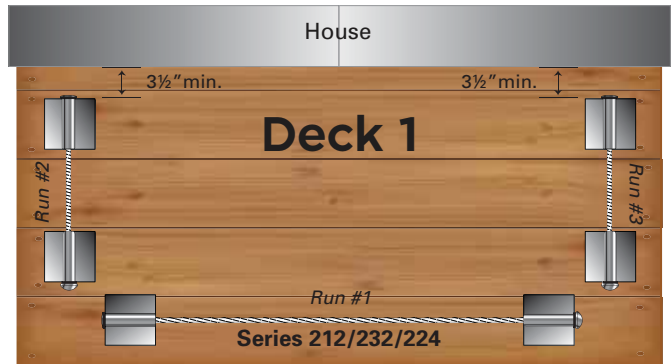 House
3½”min.
3½”min.
Deck 1
Run #2
Run #3
Run #1
Series 212/232/224